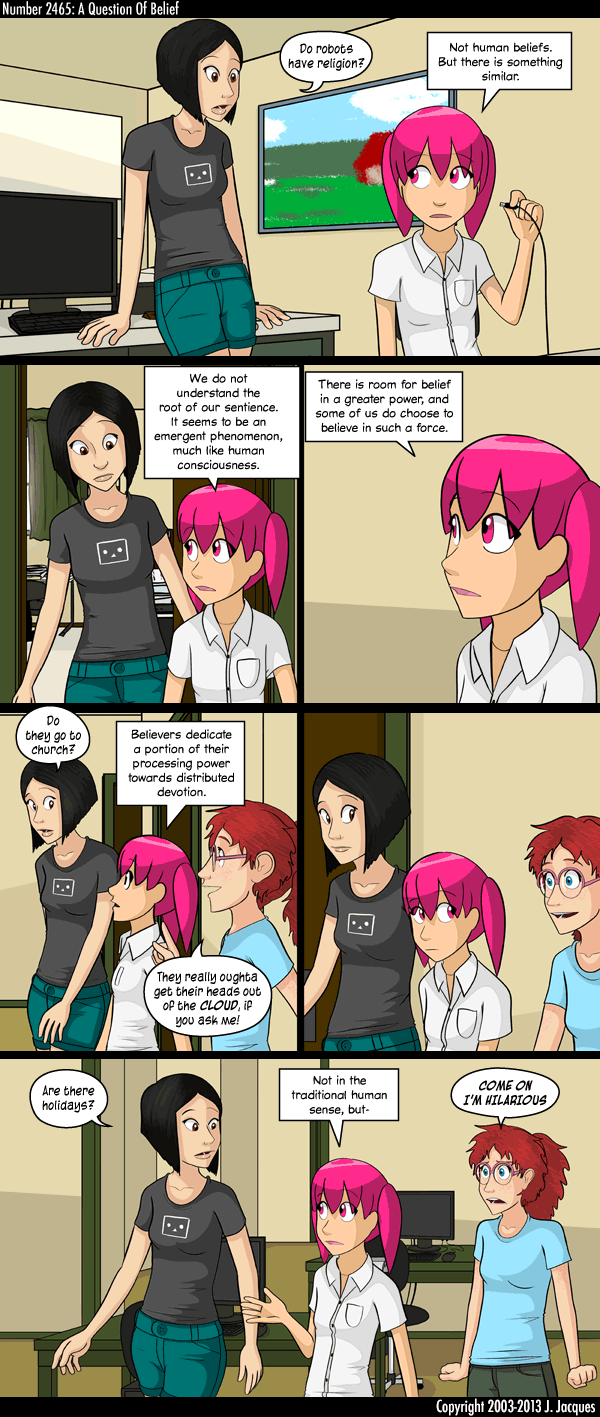 Number 2465: A Question Of Belief
Do robots
have religion?
Not human beliefs.
But there is something
similar.
We do not
understand the
root of our sentience.
It seems to be an
emergent phenomenon,
much like human
consciousness.
There is room for belief
in a greater power, and
some of us do choose to
believe in such a force.
Do
they go to
church?
Believers dedicate
a portion of their
processing power
towards distributed
devotion.
They really oughta
get their heads out
of the CLOUD, if
you ask me!
Are there
holidays?
Not in the
traditional human
sense, but-
COME ON
I'M HILARIOUS
Copyright 2003-2013 J. Jacques